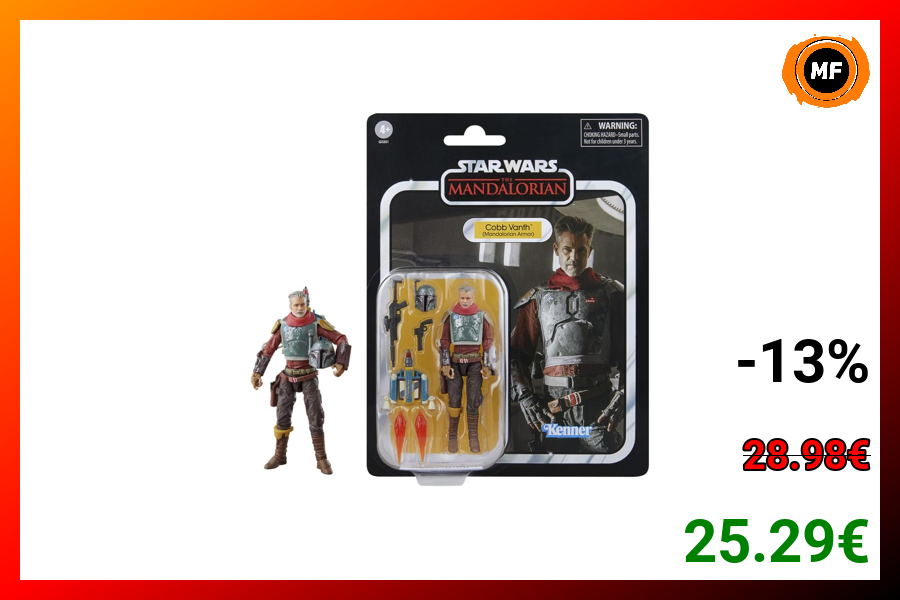 MF
4+
WARNING:
CHOKING HAZARD–Small parts.
Not for children under 3 years.
STAR WARS
THE
MANDALORIAN
Cobb Vanth™
(Mandalorian Armor)
Kenner
-13%
28.98€
25.29€